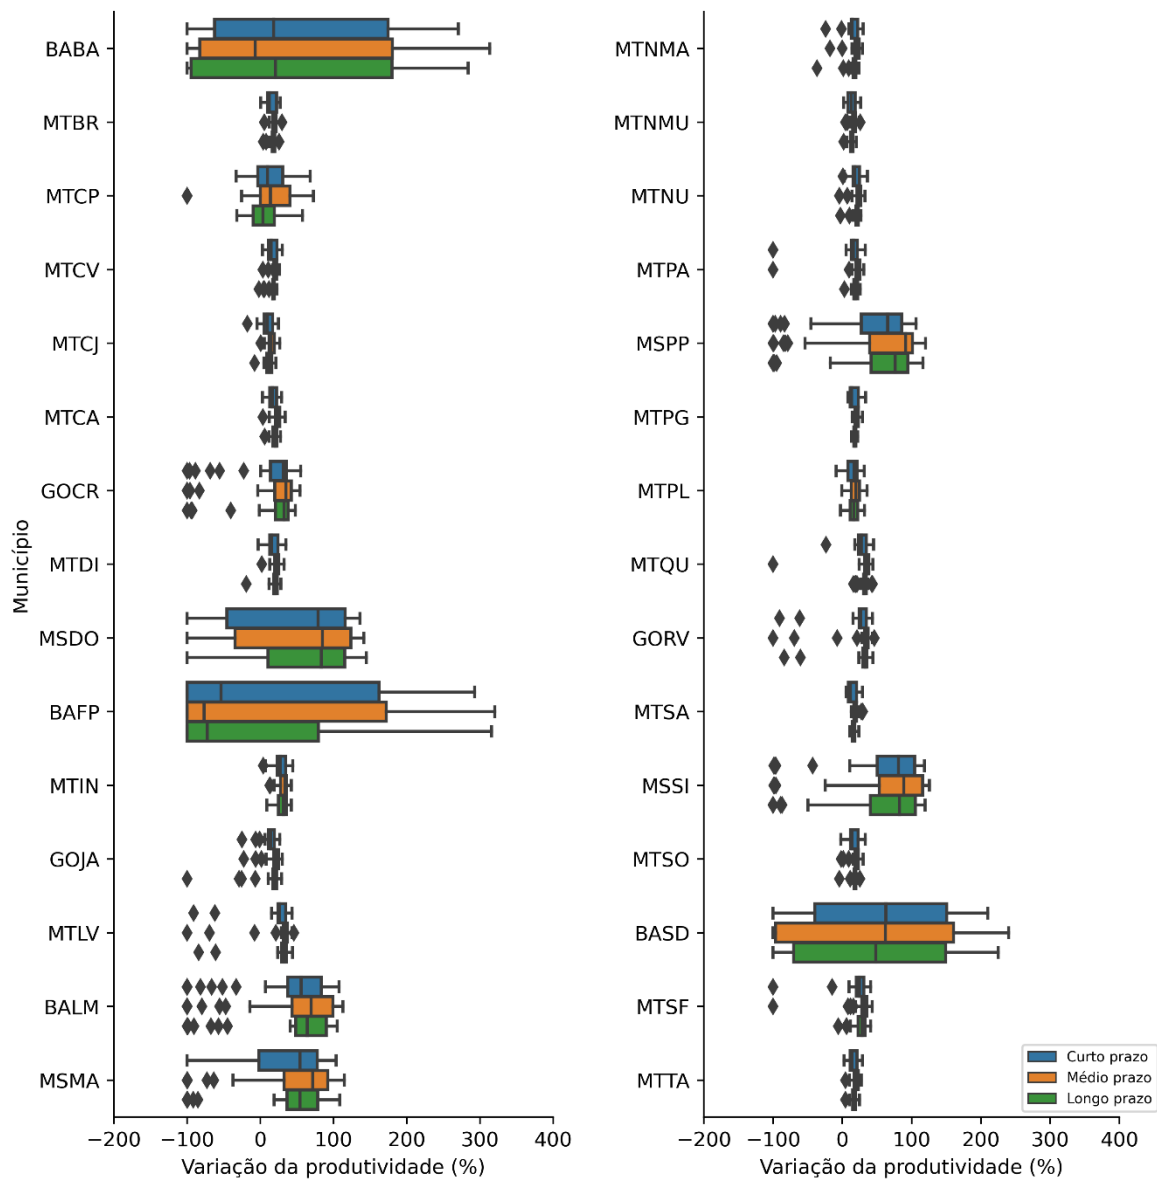 Município
BABA
MTBR
MTCP
MTCV
MTCJ
MTCA
GOCR
MTDI
MSDO
BAFP
MTIN
GOJA
MTLV
BALM
MSMA
−200 −100 0 100 200 300 400
Variação da produtividade (%)
MTNMA
MTNMU
MTNU
MTPA
MSPP
MTPG
MTPL
MTQU
GORV
MTSA
MSSI
MTSO
BASD
MTSF
MTTA
Curto prazo
Médio prazo
Longo prazo
−200 −100 0 100 200 300 400
Variação da produtividade (%)